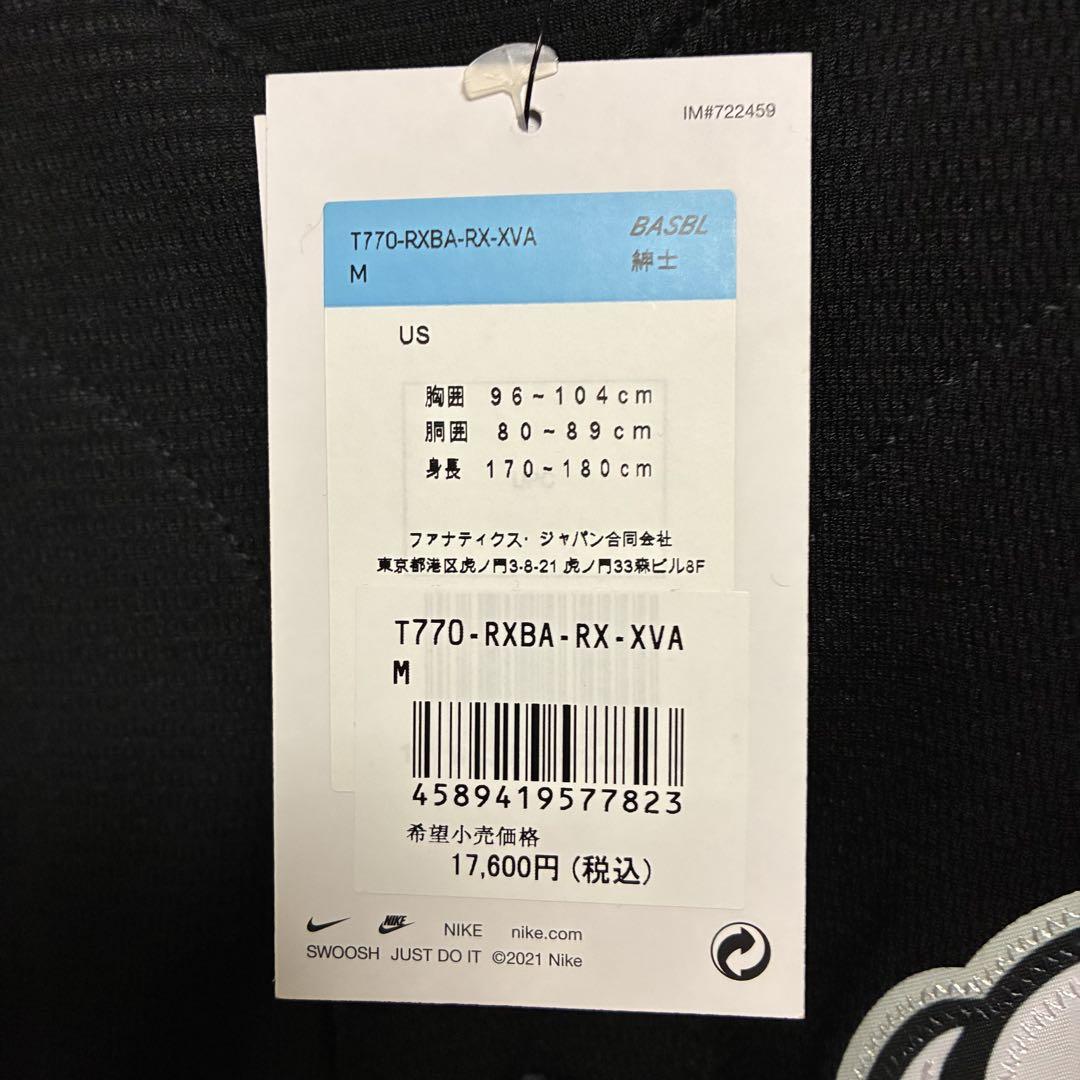 IM#722459
T770-RXBA-RX-XVA
BASBL
M
紳士
US
胸囲 96~104cm
胴囲 80~89cm
身長 170~180cm
ファナティクス・ジャパン合同会社
東京都港区虎ノ門3-8-21 虎ノ門33森ビル8F
T770-RXBA-RX-XVA
M
4589419577823
希望小売価格
17,600円(税込)
NIKE NIKE nike.com
SWOOSH JUST DO IT ©2021 Nike